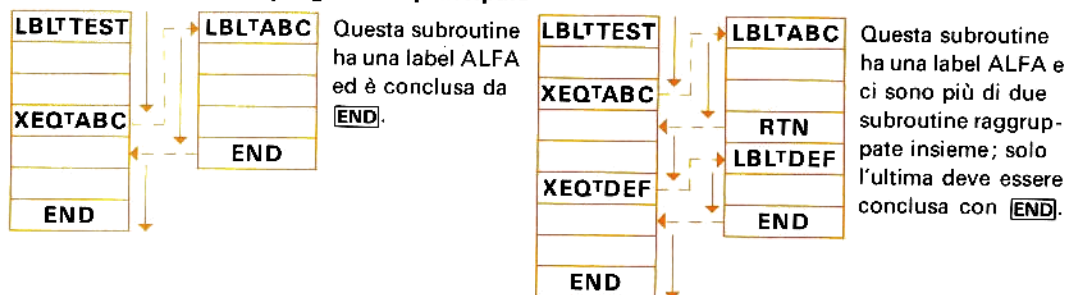 LBLᵀTEST
XEQᵀABC
END
LBLᵀABC
END
Questa subroutine
ha una label ALFA
ed è conclusa da
END.
LBLᵀTEST
XEQᵀABC
XEQᵀDEF
END
LBLᵀABC
RTN
LBLᵀDEF
END
Questa subroutine
ha una label ALFA e
ci sono più di due
subroutine raggrup-
pate insieme; solo
l'ultima deve essere
conclusa con END.